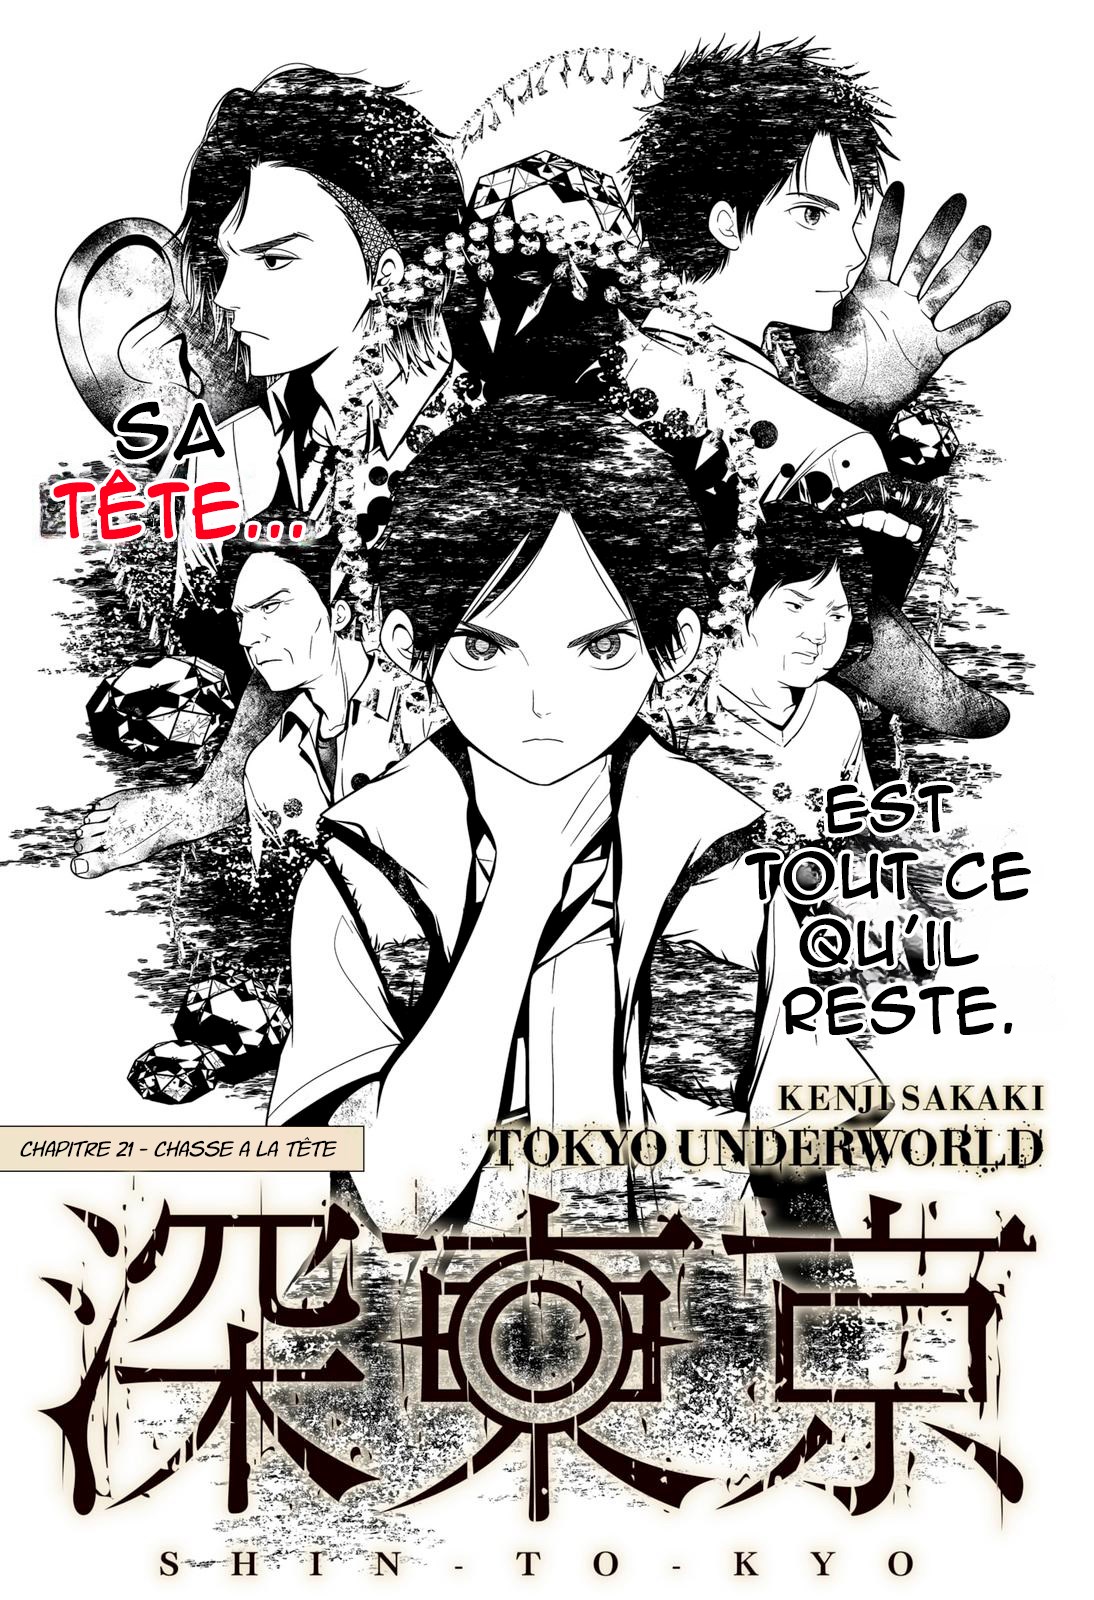 SA
TÊTE...
EST
TOUT CE
QU'IL
RESTE.
KENJI SAKAKI
CHAPITRE 21 - CHASSE A LA TÊTE
TOKYO UNDERWORLD
深東京
SHIN-TO-KYO